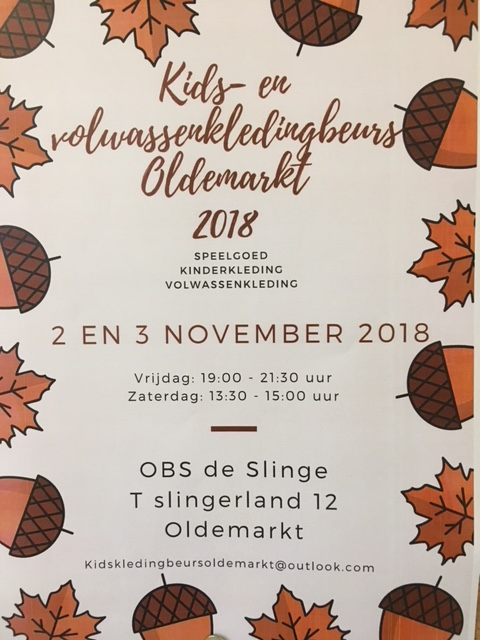 Kids- en
volwassenkledingbeurs
Oldemarkt
2018
SPEELGOED
KINDERKLEDING
VOLWASSENKLEDING
2 EN 3 NOVEMBER 2018
Vrijdag: 19:00 - 21:30 uur
Zaterdag: 13:30 - 15:00 uur
OBS de Slinge
T slingerland 12
Oldemarkt
Kidskledingbeursoldemarkt@outlook.com